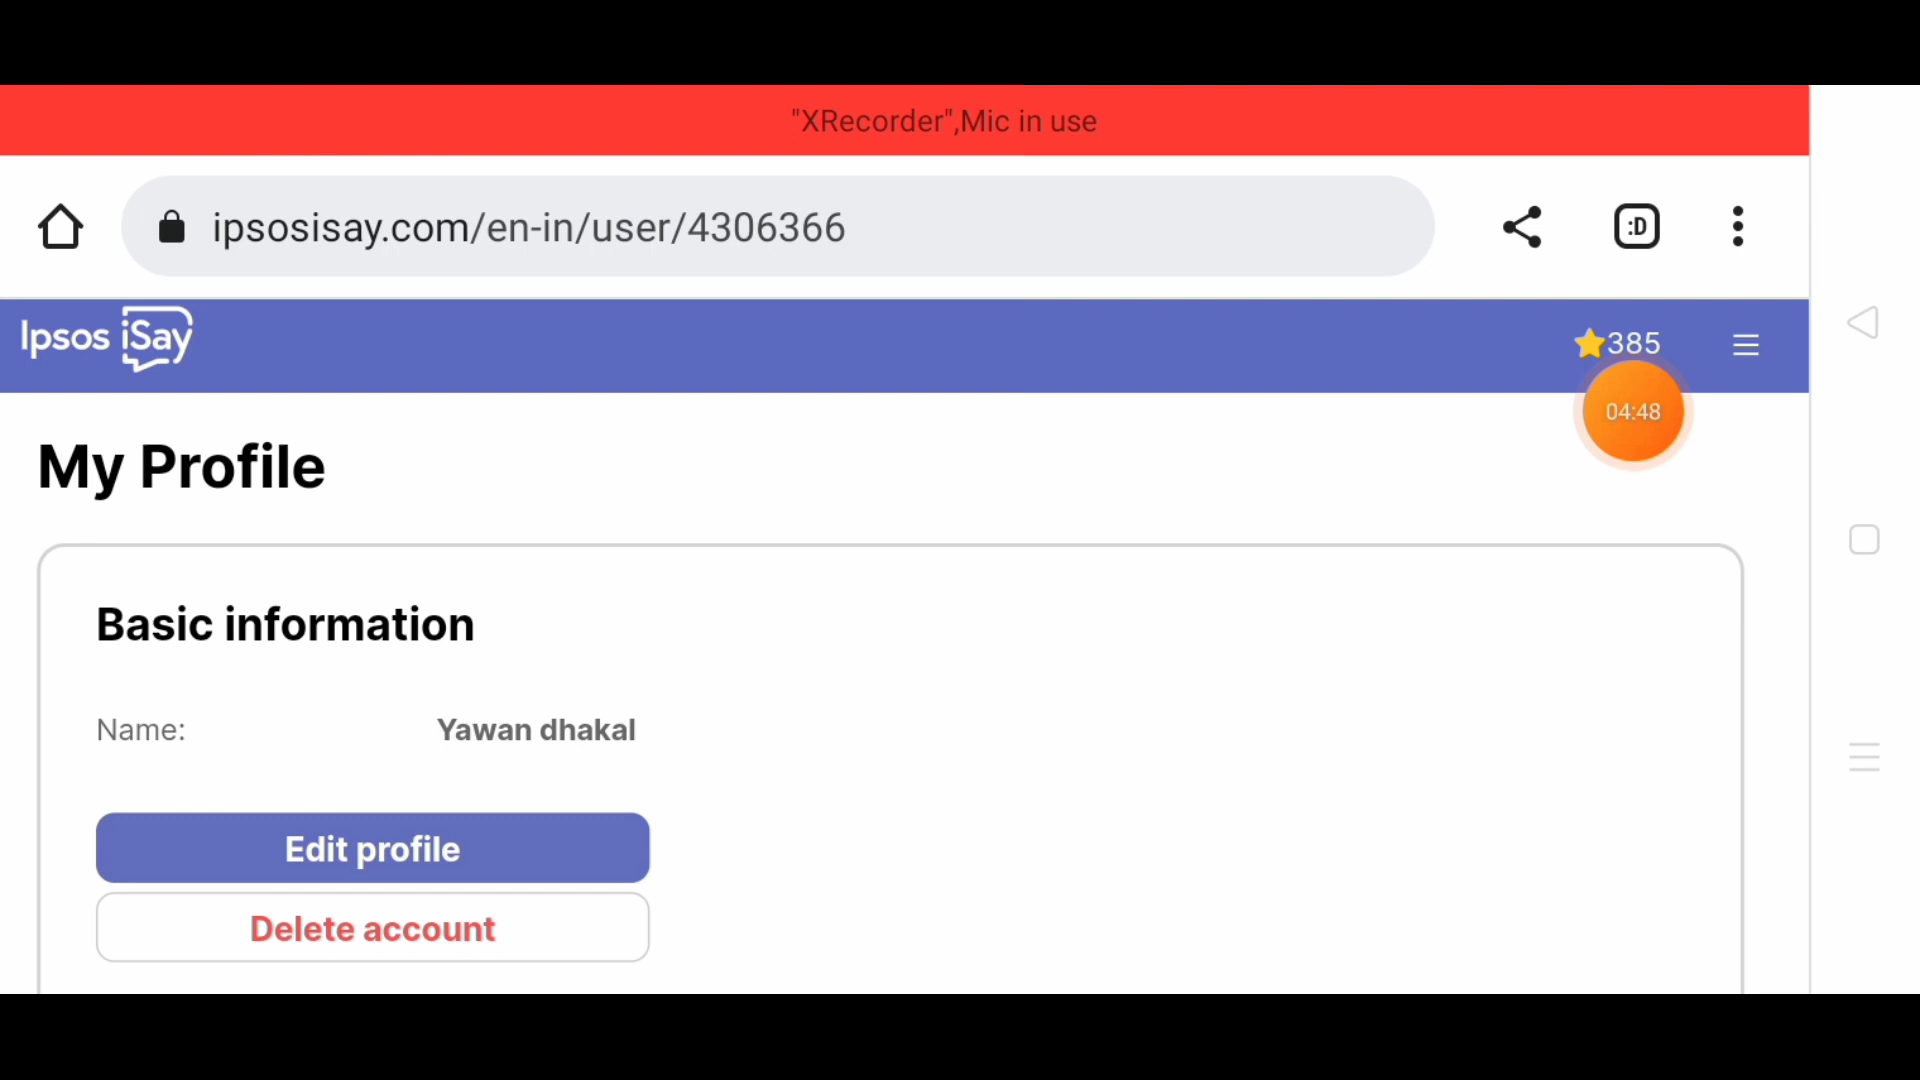 "XRecorder",Mic in use
ipsosisay.com/en-in/user/4306366
:D
Ipsos iSay
⭐385
04:48
My Profile
Basic information
Name: Yawan dhakal
Edit profile
Delete account